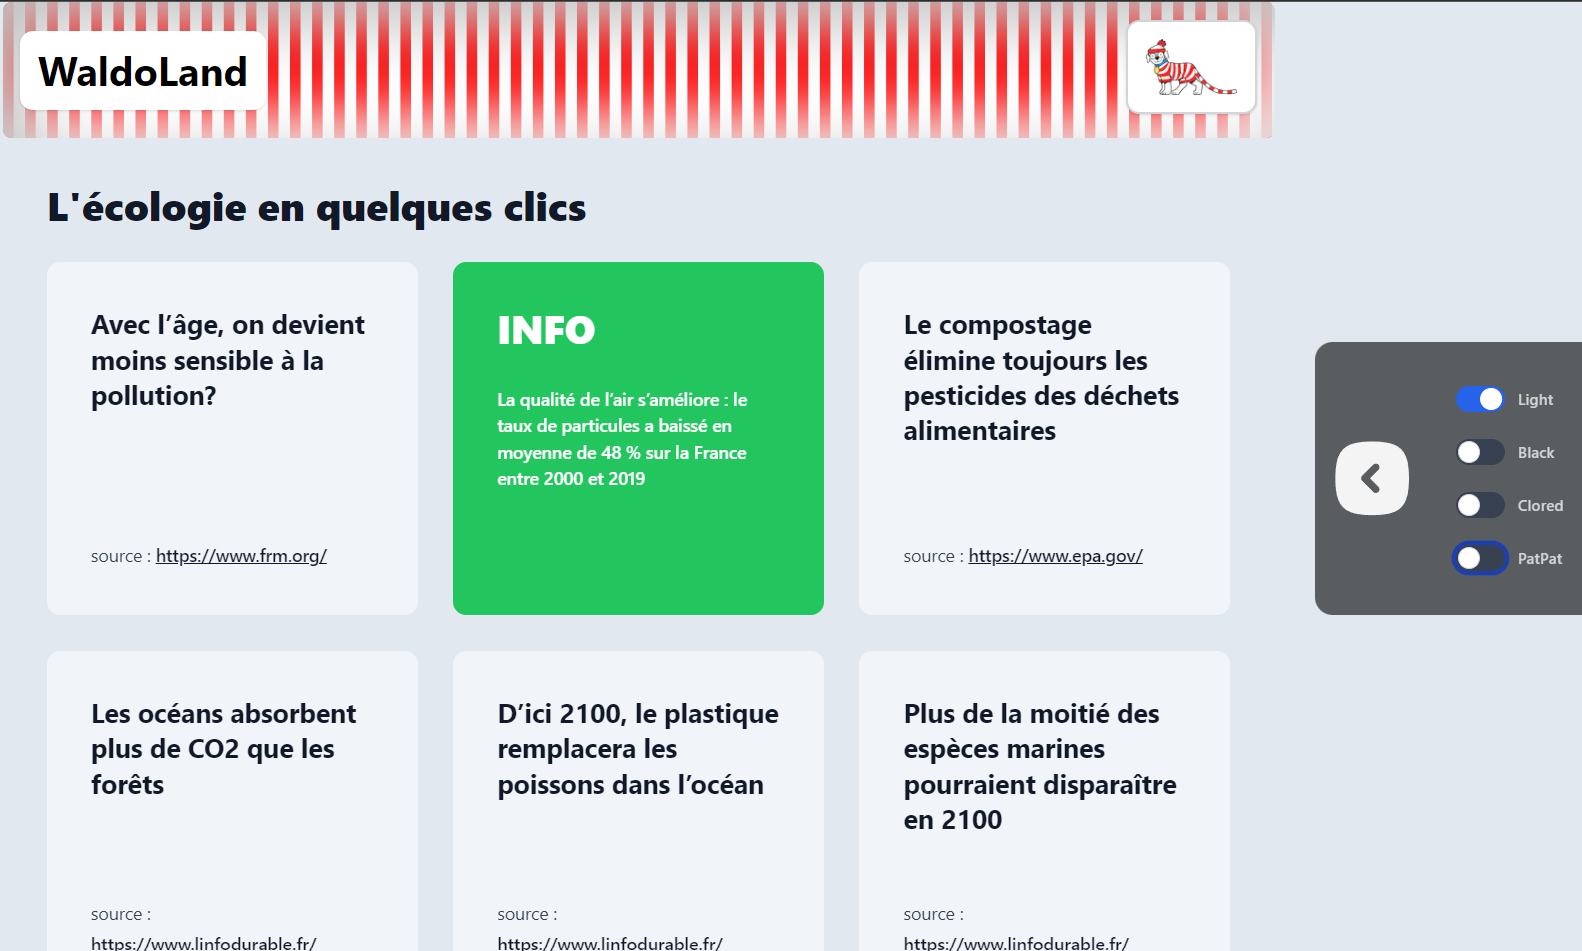 WaldoLand
L'écologie en quelques clics
Avec l’âge, on devient
moins sensible à la
pollution?
source : https://www.frm.org/
INFO
La qualité de l’air s’améliore : le
taux de particules a baissé en
moyenne de 48 % sur la France
entre 2000 et 2019
Le compostage
élimine toujours les
pesticides des déchets
alimentaires
source : https://www.epa.gov/
Light
Black
Clored
PatPat
Les océans absorbent
plus de CO2 que les
forêts
source :
https://www.linfodurable.fr/
D’ici 2100, le plastique
remplacera les
poissons dans l’océan
source :
https://www.linfodurable.fr/
Plus de la moitié des
espèces marines
pourraient disparaître
en 2100
source :
https://www.linfodurable.fr/